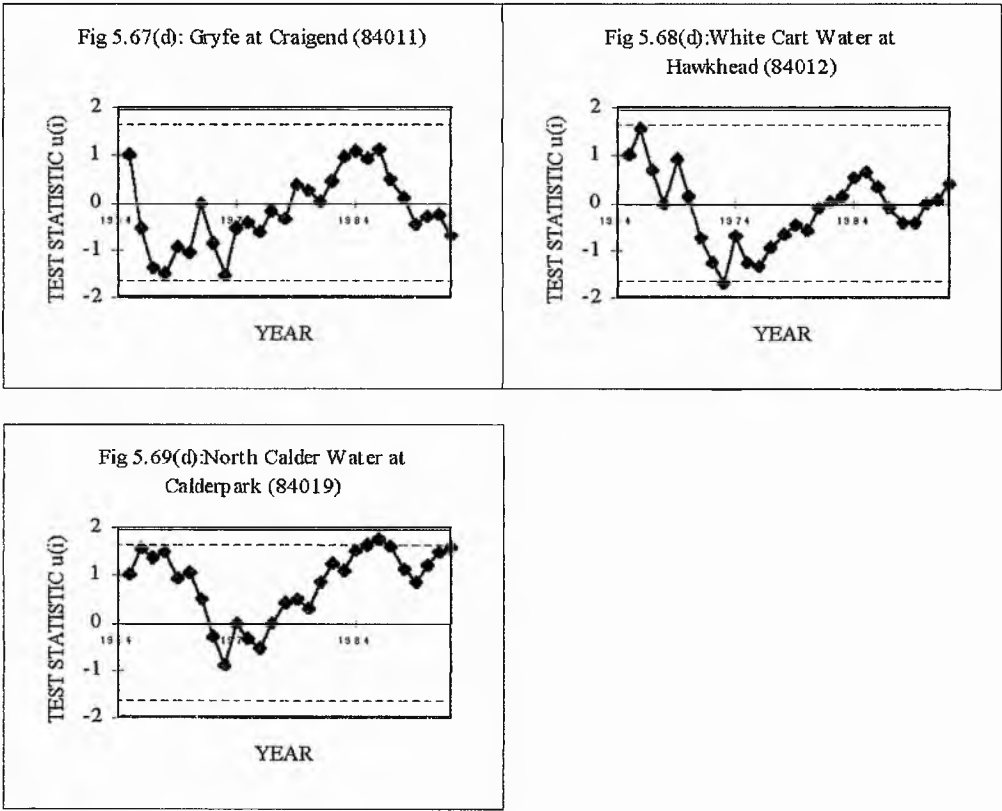 Fig 5.67(d): Gryfe at Craigend (84011)
2
1
0
-1
-2
TEST STATISTIC u(i)
1984
YEAR
Fig 5.68(d):White Cart Water at
Hawkhead (84012)
2
1
0
-1
-2
TEST STATISTIC u(i)
1974
1984
YEAR
Fig 5.69(d):North Calder Water at
Calderpark (84019)
2
1
0
-1
-2
TEST STATISTIC u(i)
1984
YEAR